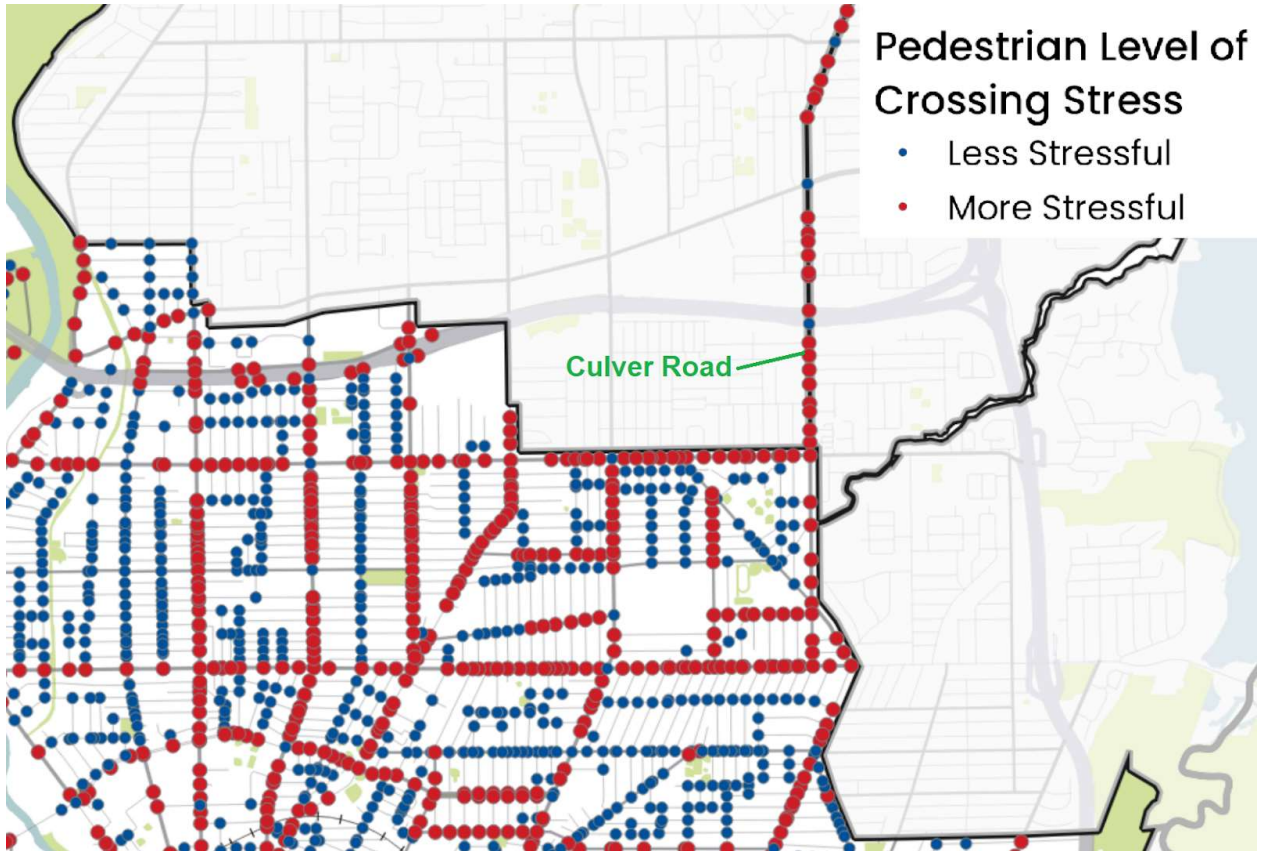 Pedestrian Level of
Crossing Stress
Less Stressful
More Stressful
Culver Road